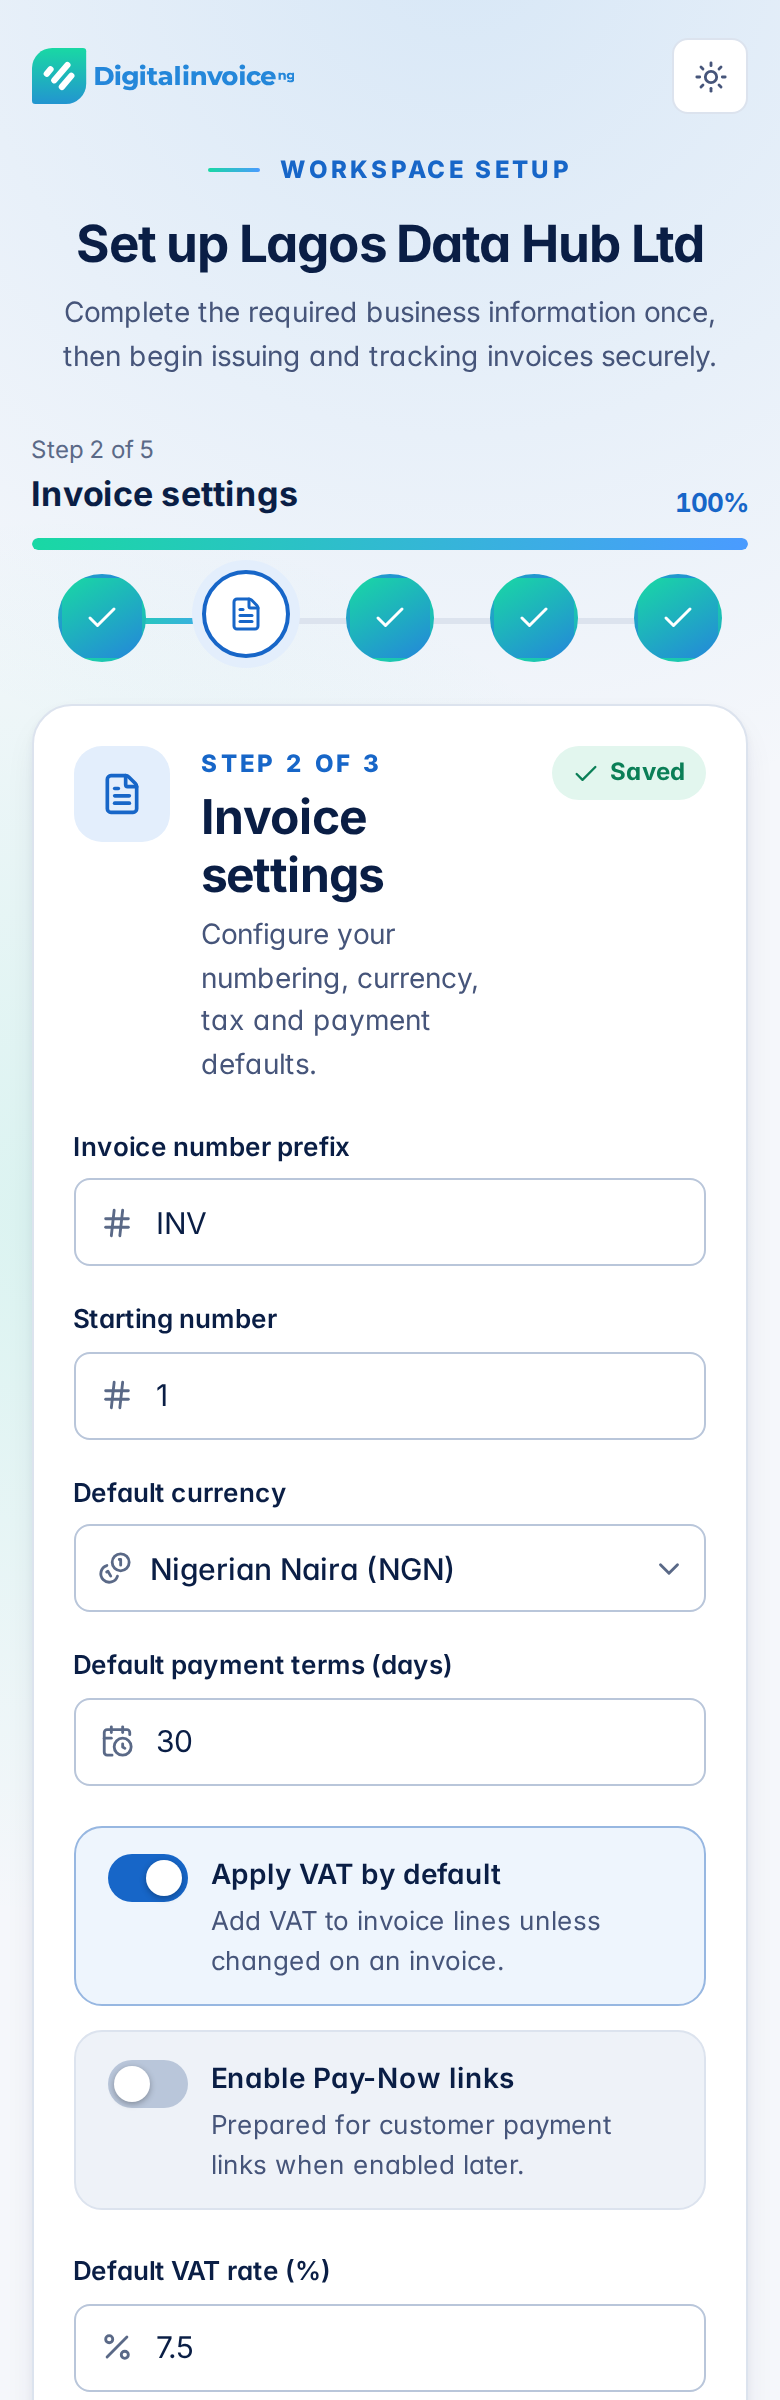 Digitalinvoice ng
WORKSPACE SETUP
Set up Lagos Data Hub Ltd
Complete the required business information once,
then begin issuing and tracking invoices securely.
Step 2 of 5
Invoice settings
100%
STEP 2 OF 3
Saved
Invoice
settings
Configure your
numbering, currency,
tax and payment
defaults.
Invoice number prefix
INV
Starting number
1
Default currency
Nigerian Naira (NGN)
Default payment terms (days)
30
Apply VAT by default
Add VAT to invoice lines unless
changed on an invoice.
Enable Pay-Now links
Prepared for customer payment
links when enabled later.
Default VAT rate (%)
7.5